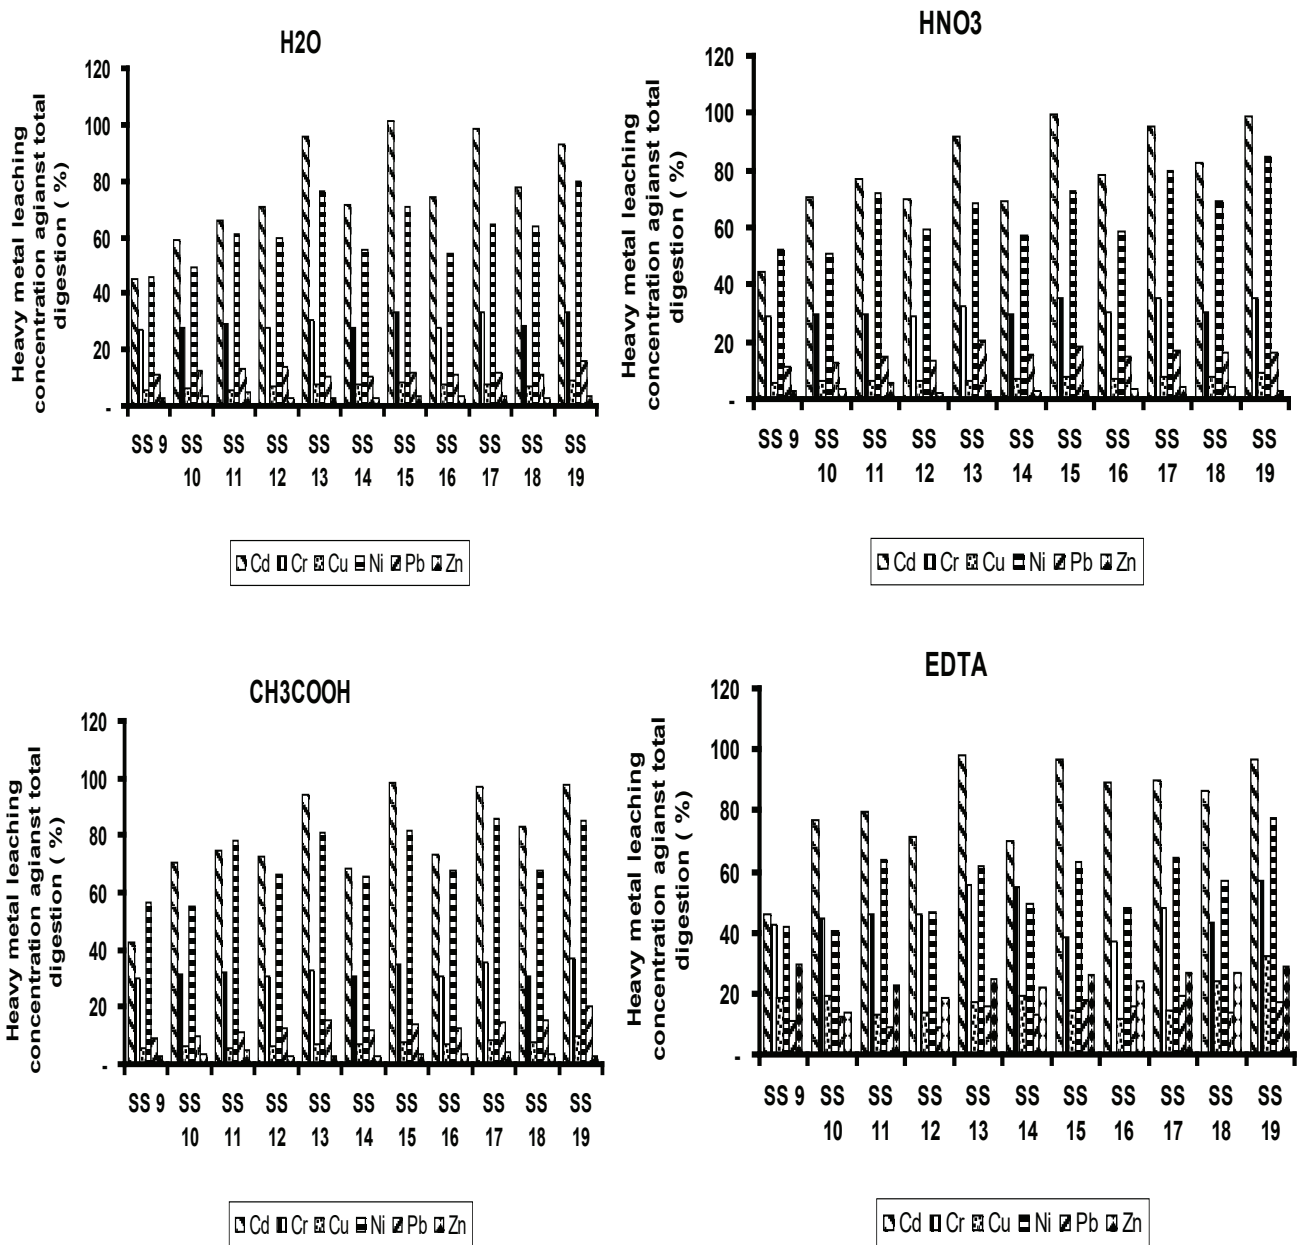 H2O
Heavy metal leaching
concentration agianst total
digestion ( %)
120
100
80
60
40
20
-
SS 9 SS SS SS SS SS SS SS SS SS SS
10 11 12 13 14 15 16 17 18 19
Cd Cr Cu Ni Pb Zn
HNO3
Heavy metal leaching
concentration agianst total
digestion ( %)
120
100
80
60
40
20
-
SS 9 SS SS SS SS SS SS SS SS SS SS
10 11 12 13 14 15 16 17 18 19
Cd Cr Cu Ni Pb Zn
CH3COOH
Heavy metal leaching
concentration agianst total
digestion ( %)
120
100
80
60
40
20
-
SS 9 SS SS SS SS SS SS SS SS SS SS
10 11 12 13 14 15 16 17 18 19
Cd Cr Cu Ni Pb Zn
EDTA
Heavy metal leaching
concentration agianst total
digestion ( %)
120
100
80
60
40
20
-
SS 9 SS SS SS SS SS SS SS SS SS SS
10 11 12 13 14 15 16 17 18 19
Cd Cr Cu Ni Pb Zn